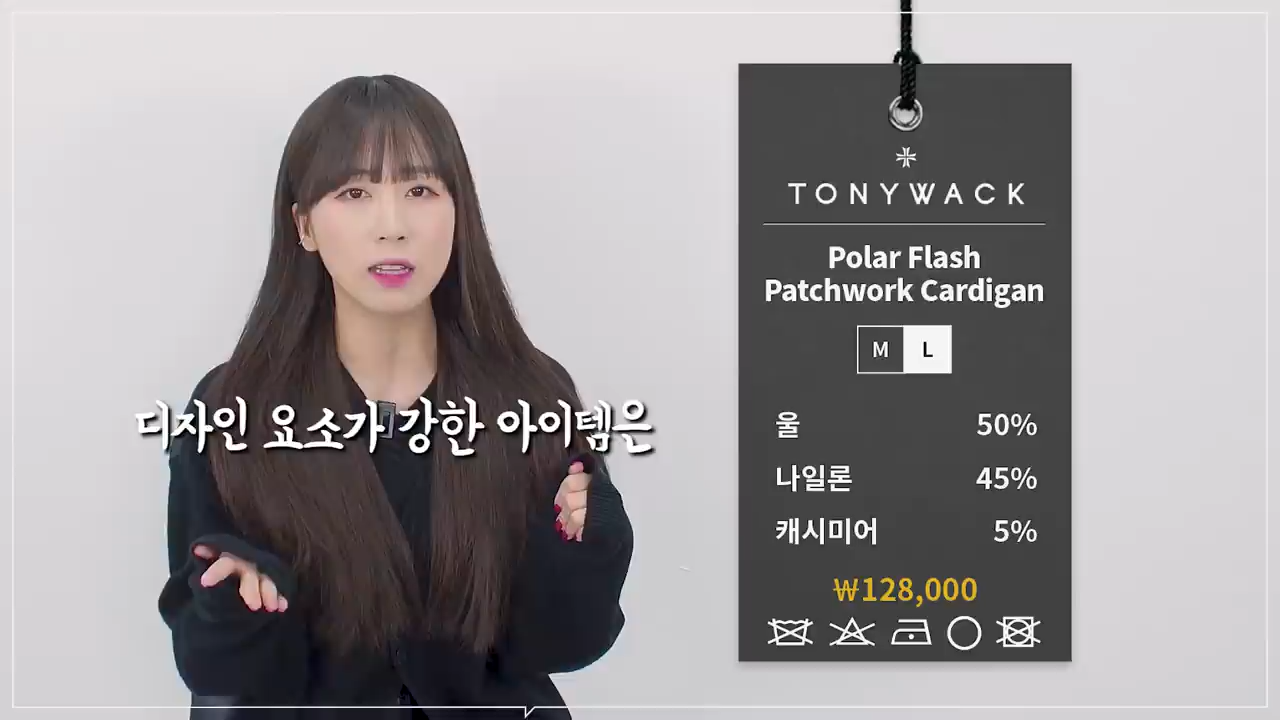 TONYWACK
Polar Flash
Patchwork Cardigan
M L
울 50%
나일론 45%
캐시미어 5%
₩128,000
디자인 요소가 강한 아이템은